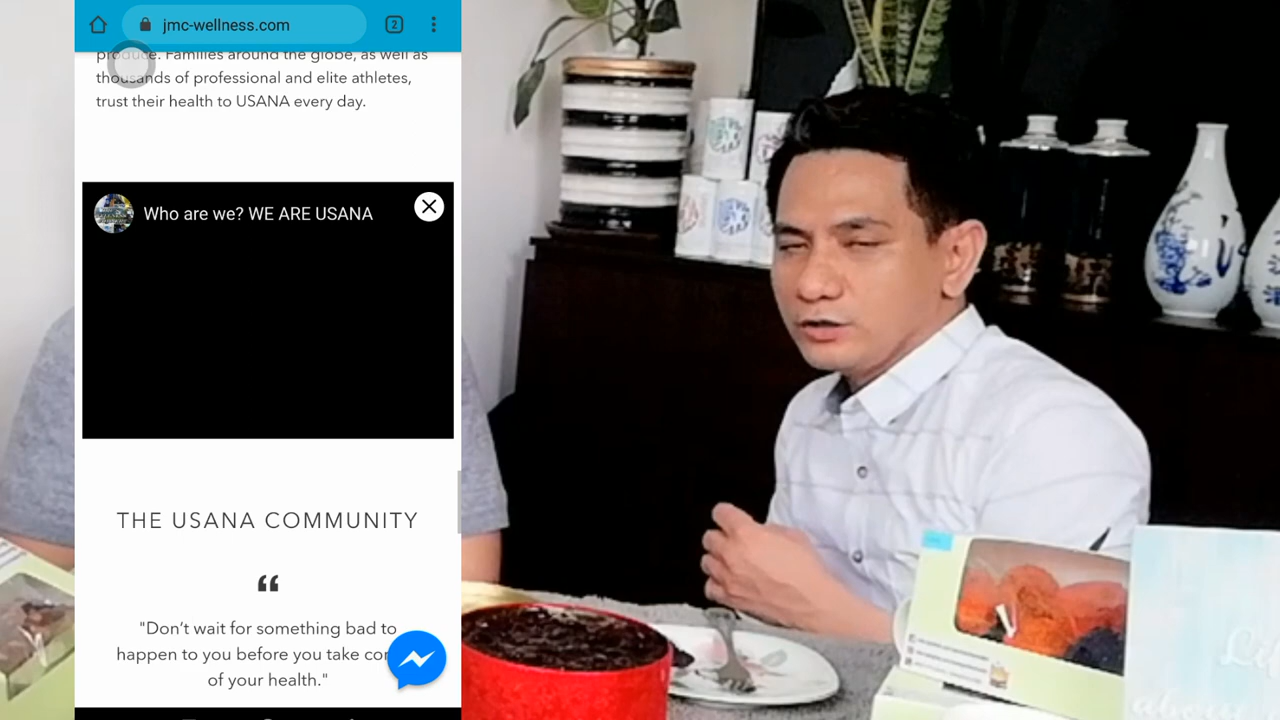 jmc-wellness.com
2
produce. Families around the globe, as well as
thousands of professional and elite athletes,
trust their health to USANA every day.
Who are we? WE ARE USANA
THE USANA COMMUNITY
“
"Don't wait for something bad to
happen to you before you take
of your health."
about